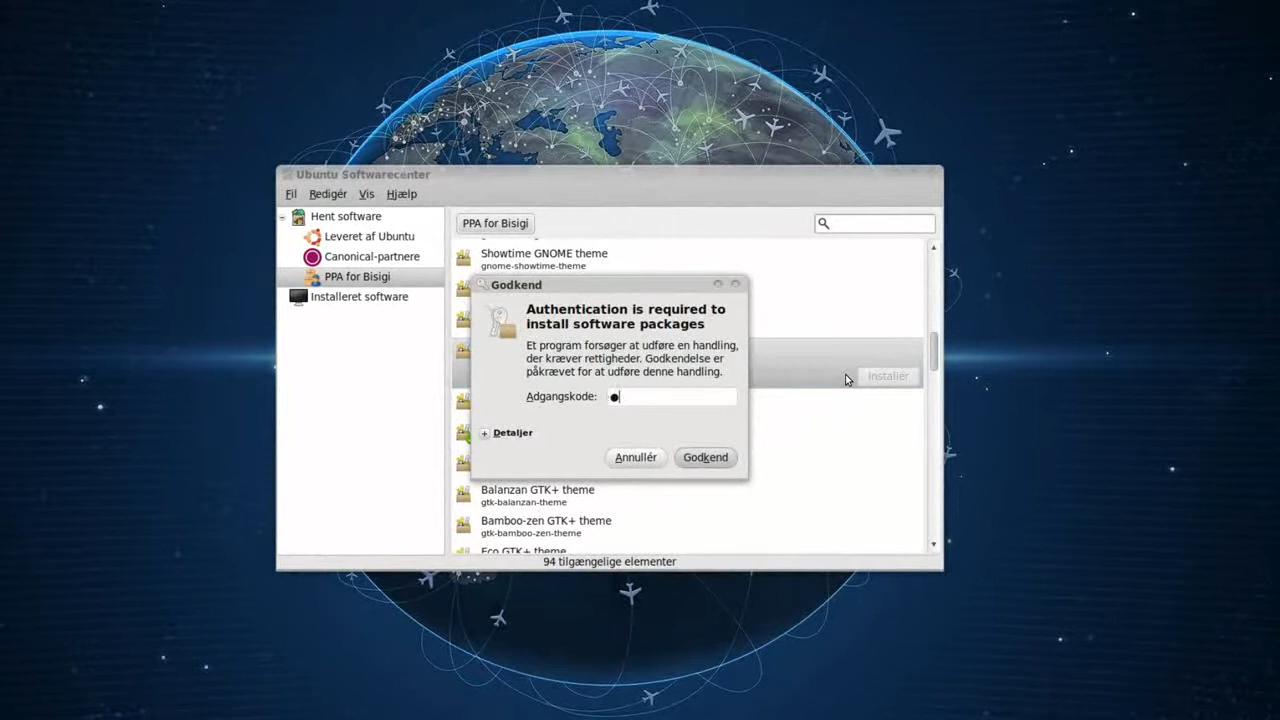 Ubuntu Softwarecenter
Fil Redigér Vis Hjælp
Hent software
Leveret af Ubuntu
Canonical-partnere
PPA for Bisigi
Installeret software
PPA for Bisigi
Showtime GNOME theme
gnome-showtime-theme
Godkend
Authentication is required to
install software packages
Et program forsøger at udføre en handling,
der kræver rettigheder. Godkendelse er
påkrævet for at udføre denne handling.
Adgangskode:
Detaljer
Annullér Godkend
Installér
Balanzan GTK+ theme
gtk-balanzan-theme
Bamboo-zen GTK+ theme
gtk-bamboo-zen-theme
Eco GTK+ theme
94 tilgængelige elementer